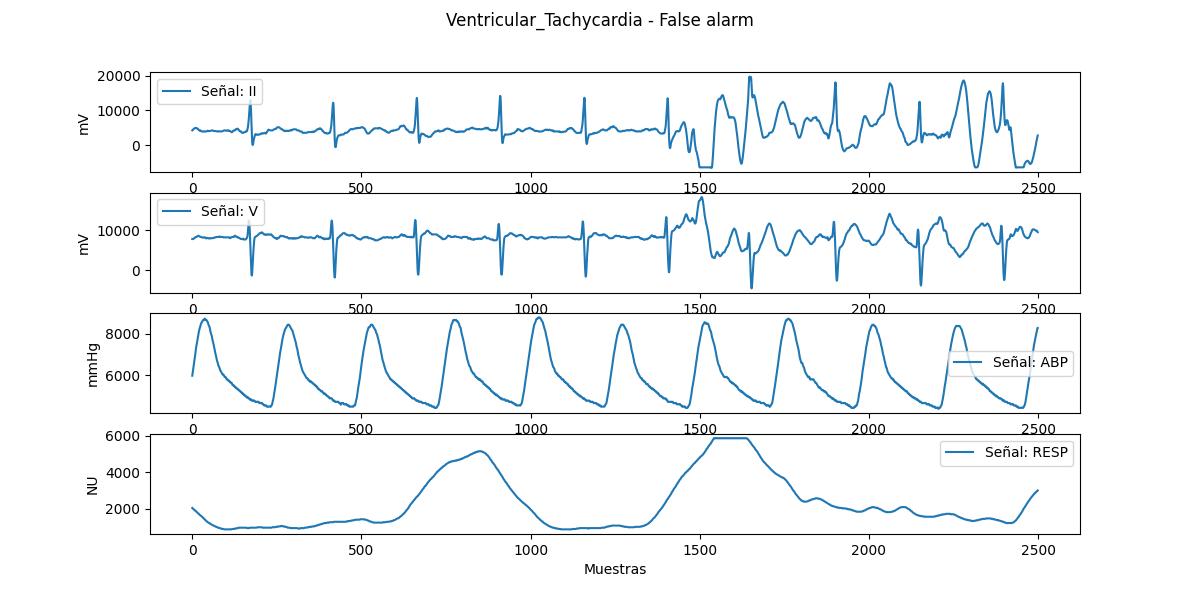 Ventricular_Tachycardia - False alarm
20000
10000
0
mV
Señal: II
0 500 1000 1500 2000 2500
10000
0
mV
Señal: V
0 500 1000 1500 2000 2500
8000
6000
mmHg
Señal: ABP
0 500 1000 1500 2000 2500
6000
4000
2000
NU
Señal: RESP
0 500 1000 1500 2000 2500
Muestras